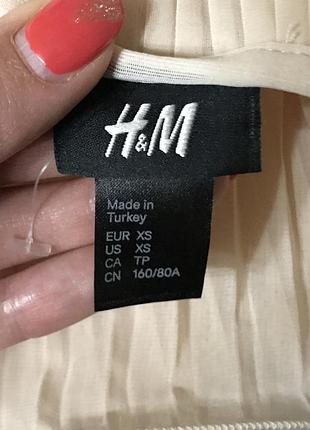 H&M
Made in
Turkey
EUR XS
US XS
CA TP
CN 160/80A